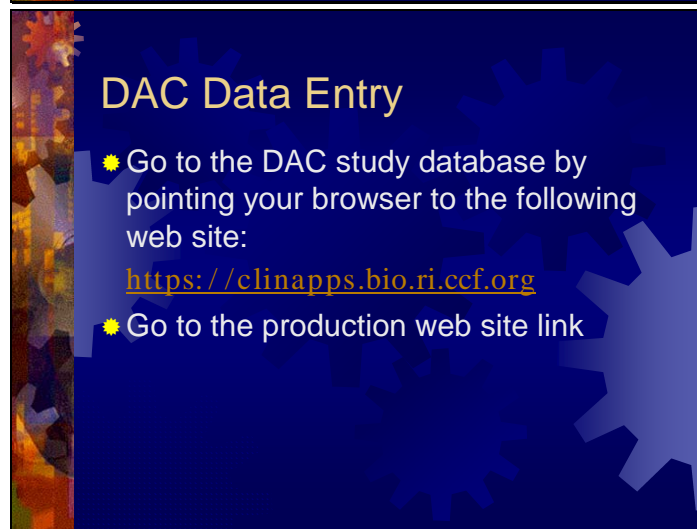 DAC Data Entry
Go to the DAC study database by
pointing your browser to the following
web site:
https://clinapps.bio.ri.ccf.org
Go to the production web site link